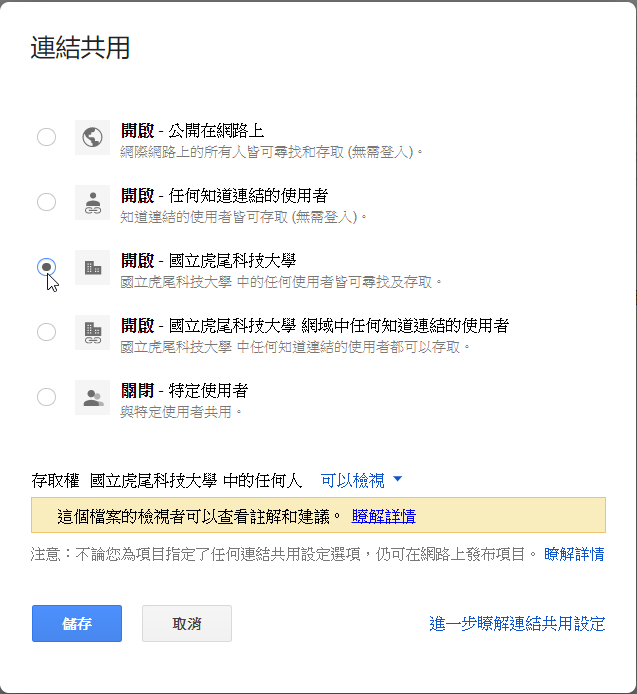 連結共用
開啟 - 公開在網路上
網際網路上的所有人皆可尋找和存取 (無需登入)。
開啟 - 任何知道連結的使用者
知道連結的使用者皆可存取 (無需登入)。
開啟 - 國立虎尾科技大學
國立虎尾科技大學 中的任何使用者皆可尋找及存取。
開啟 - 國立虎尾科技大學 網域中任何知道連結的使用者
國立虎尾科技大學 中任何知道連結的使用者都可以存取。
關閉 - 特定使用者
與特定使用者共用。
存取權 國立虎尾科技大學 中的任何人 可以檢視
這個檔案的檢視者可以查看註解和建議。 瞭解詳情
注意：不論您為項目指定了任何連結共用設定選項，仍可在網路上發布項目。 瞭解詳情
儲存 取消 進一步瞭解連結共用設定